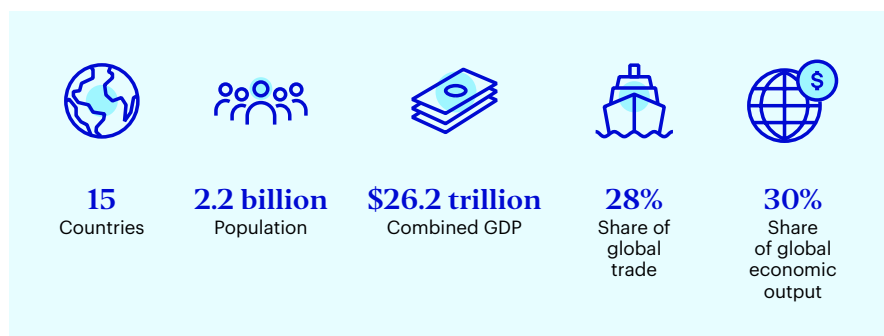 15
Countries
2.2 billion
Population
$26.2 trillion
Combined GDP
28%
Share of
global
trade
$
30%
Share
of global
economic
output